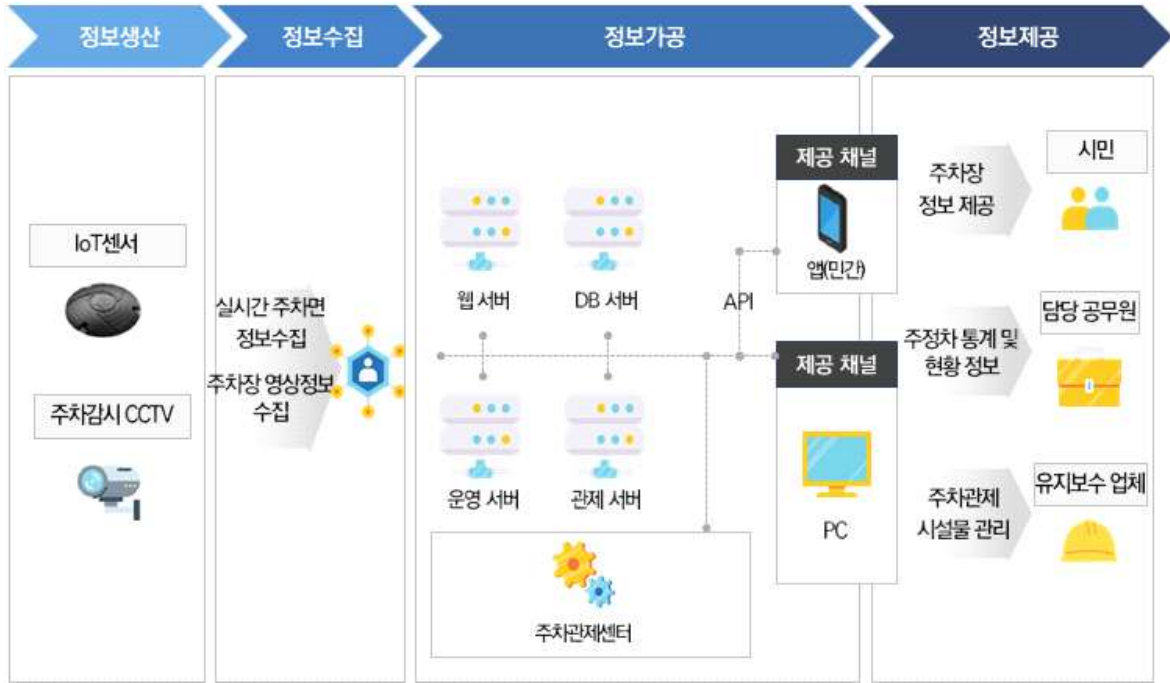 정보생산
정보수집
정보가공
정보제공
IoT센서
주차감시 CCTV
실시간 주차면
정보수집
주차장 영상정보
수집
웹 서버
DB 서버
운영 서버
관제 서버
주차관제센터
API
제공 채널
앱(민간)
제공 채널
PC
주차장
정보 제공
시민
주정차 통계 및
현황 정보
담당 공무원
주차관제
시설물 관리
유지보수 업체